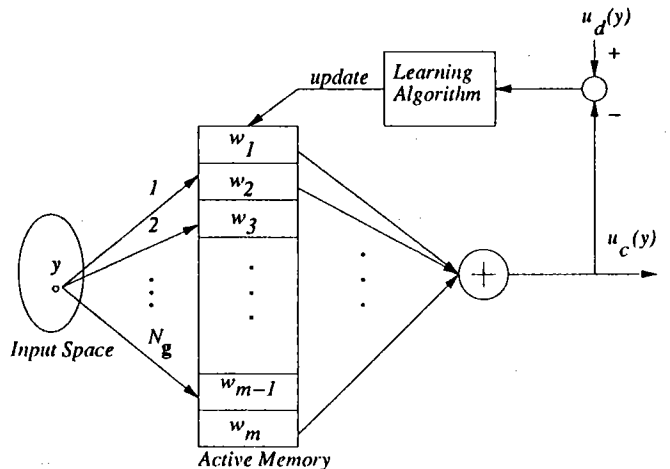 u_d(y)
+
Learning
Algorithm
update
−
w_1
1
w_2
2
w_3
y
u_c(y)
+
N_g
Input Space
w_{m−1}
w_m
Active Memory